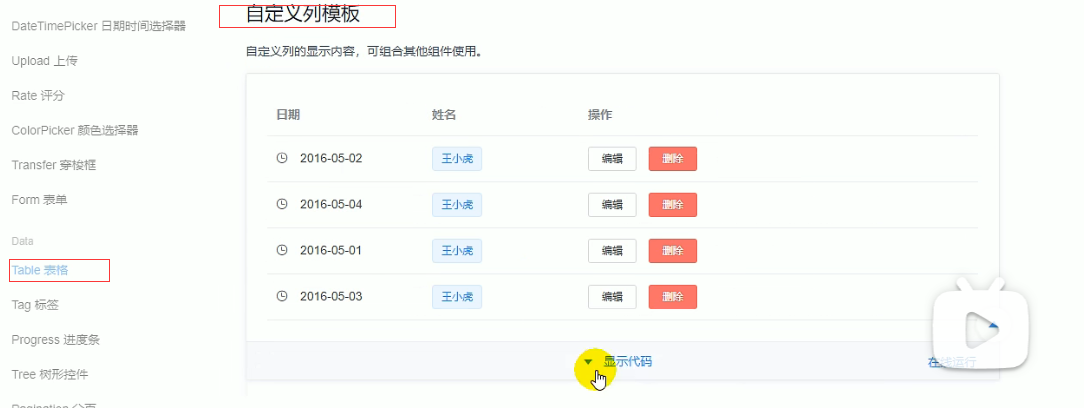 DateTimePicker 日期时间选择器
Upload 上传
Rate 评分
ColorPicker 颜色选择器
Transfer 穿梭框
Form 表单
Data
Table 表格
Tag 标签
Progress 进度条
Tree 树形控件
Pagination 分页
自定义列模板
自定义列的显示内容，可组合其他组件使用。
日期 姓名 操作
2016-05-02 王小虎 编辑 删除
2016-05-04 王小虎 编辑 删除
2016-05-01 王小虎 编辑 删除
2016-05-03 王小虎 编辑 删除
显示代码 在线运行